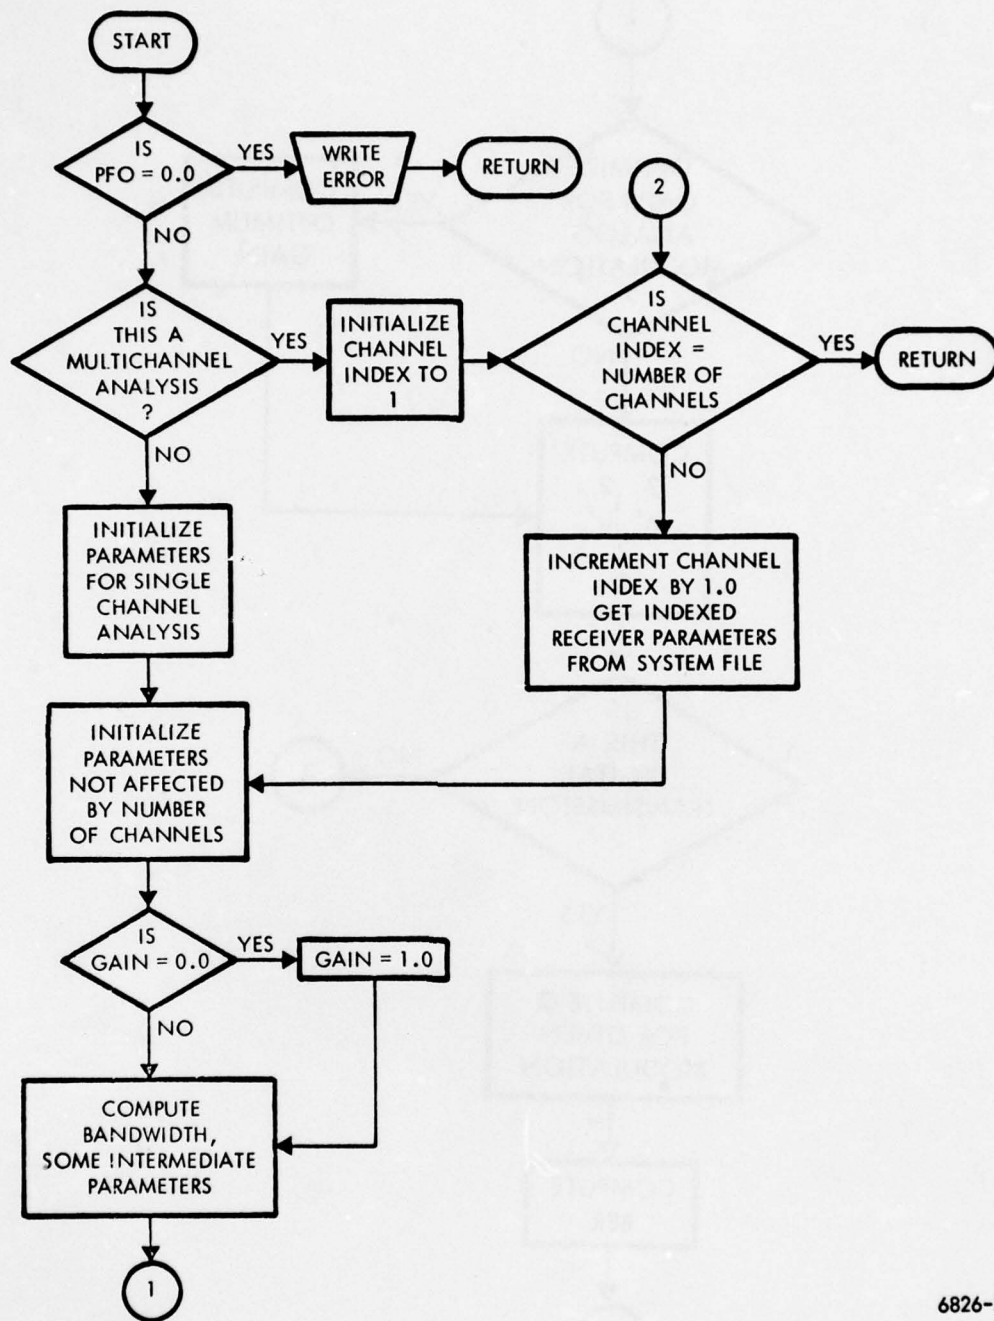 START
IS
PFO = 0.0
YES
WRITE
ERROR
RETURN
NO
2
IS
THIS A
MULTICHANNEL
ANALYSIS
?
YES
INITIALIZE
CHANNEL
INDEX TO
1
IS
CHANNEL
INDEX =
NUMBER OF
CHANNELS
YES
RETURN
NO
NO
INITIALIZE
PARAMETERS
FOR SINGLE
CHANNEL
ANALYSIS
INCREMENT CHANNEL
INDEX BY 1.0
GET INDEXED
RECEIVER PARAMETERS
FROM SYSTEM FILE
INITIALIZE
PARAMETERS
NOT AFFECTED
BY NUMBER
OF CHANNELS
IS
GAIN = 0.0
YES
GAIN = 1.0
NO
COMPUTE
BANDWIDTH,
SOME INTERMEDIATE
PARAMETERS
1
6826-